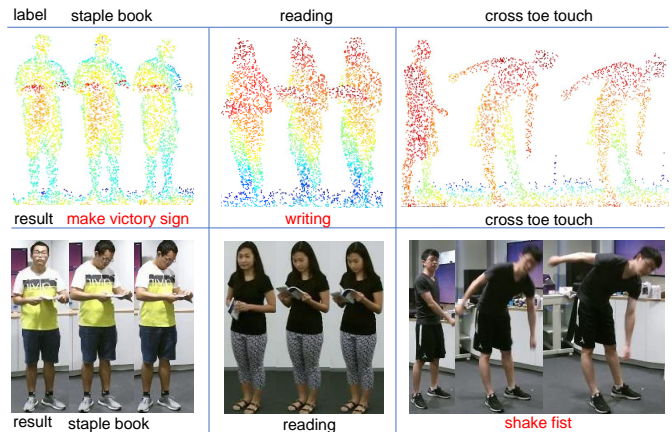 label staple book reading cross toe touch
result make victory sign writing cross toe touch
result staple book reading shake fist